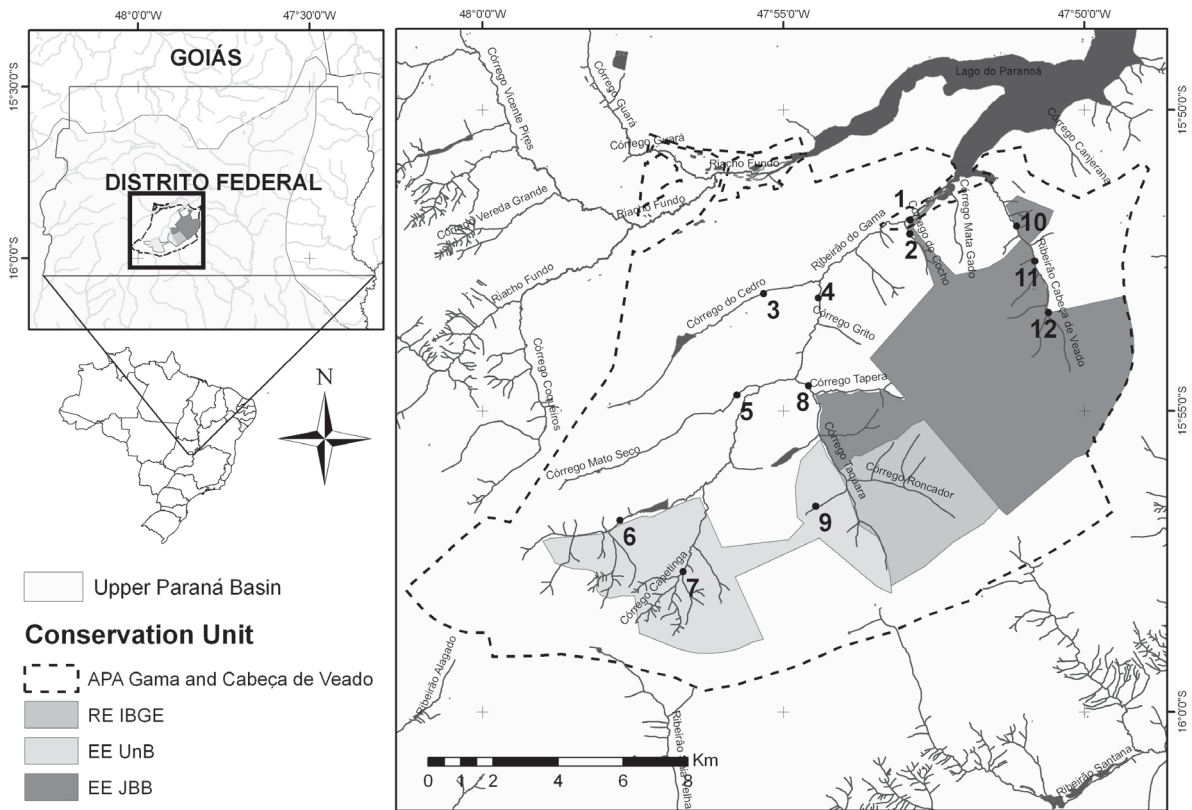 48°0'0"W
47°30'0"W
15°30'0"S
16°0'0"S
GOIÁS
DISTRITO FEDERAL
N
Upper Paraná Basin
Conservation Unit
APA Gama and Cabeça de Veado
RE IBGE
EE UnB
EE JBB
48°0'0"W
47°55'0"W
47°50'0"W
15°50'0"S
15°55'0"S
16°0'0"S
Córrego Vicente Pires
Córrego Guará
Córrego Guará
Lago do Paranoá
Córrego Canjerana
Riacho Fundo
Riacho Fundo
Córrego Vereda Grande
Riacho Fundo
Ribeirão do Gama
Córrego do Cocho
Córrego Mata Gado
Ribeirão Cabeça de Veado
Córrego do Cedro
Córrego Grito
Córrego Coqueiros
Córrego Tapera
Córrego Mato Seco
Córrego Taquara
Córrego Roncador
Córrego Capetinga
Ribeirão Alagado
Ribeirão Santana
1
2
3
4
5
6
7
8
9
10
11
12
0 1 2 4 6 8 Km